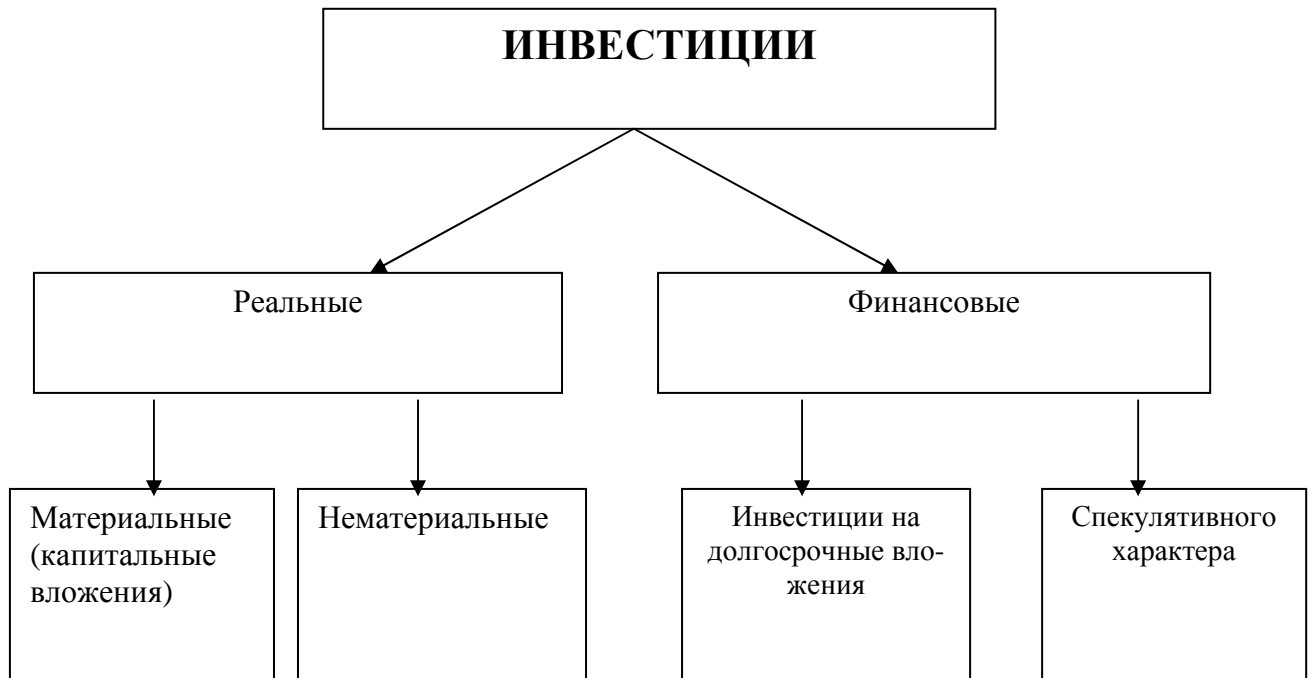 ИНВЕСТИЦИИ
Реальные
Финансовые
Материальные
(капитальные
вложения)
Нематериальные
Инвестиции на
долгосрочные вло-
жения
Спекулятивного
характера